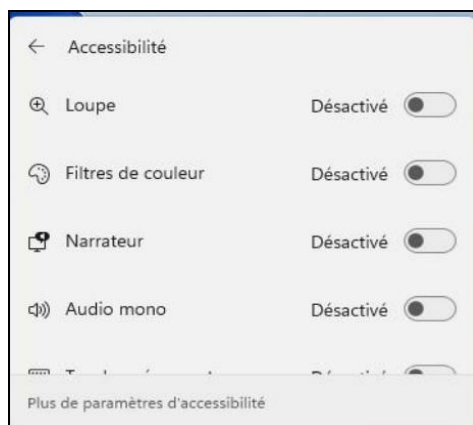 Accessibilité
Loupe Désactivé
Filtres de couleur Désactivé
Narrateur Désactivé
Audio mono Désactivé
Plus de paramètres d'accessibilité